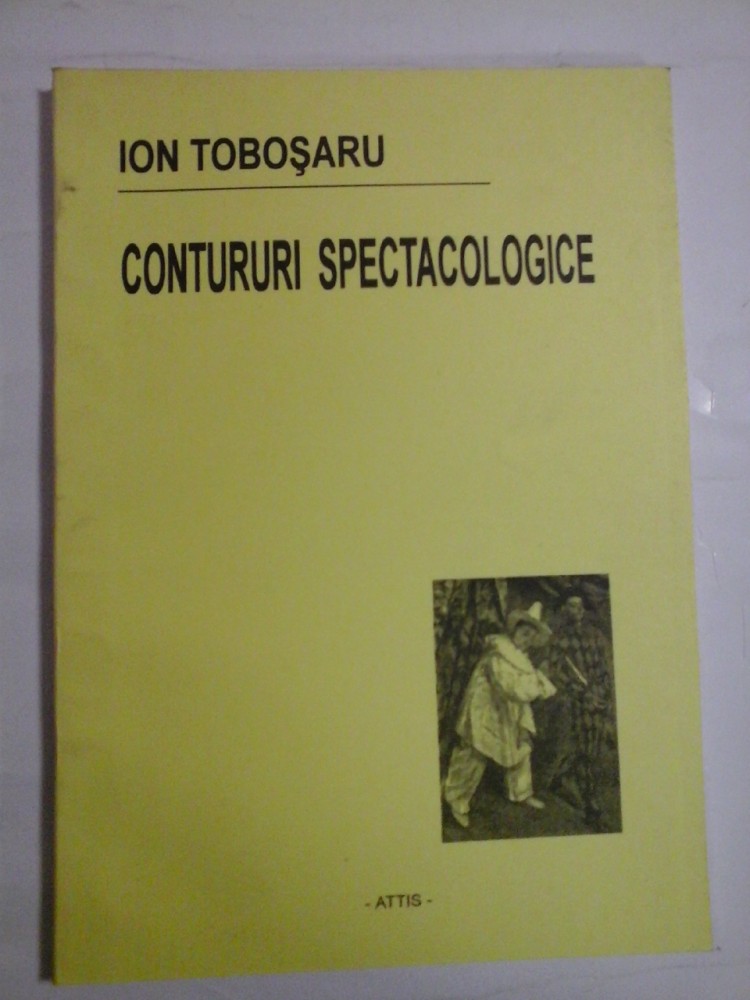 ION TOBOŞARU
CONTURURI SPECTACOLOGICE
- ATTIS -